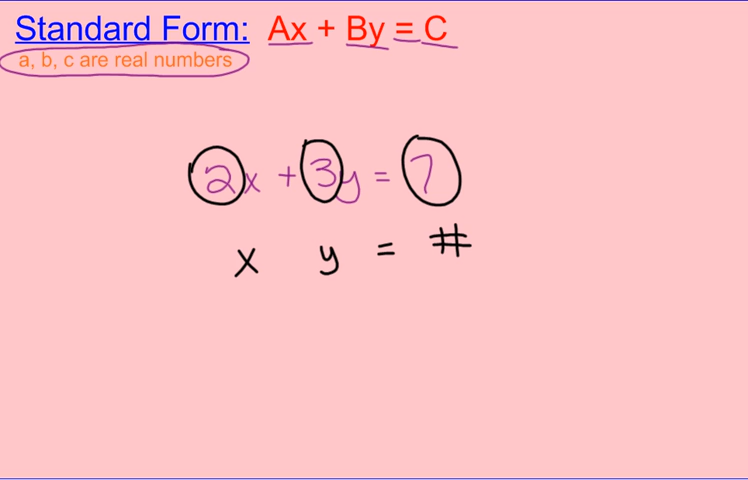 Standard Form: Ax + By = C
a, b, c are real numbers
2x + 3y = 7
x y = #